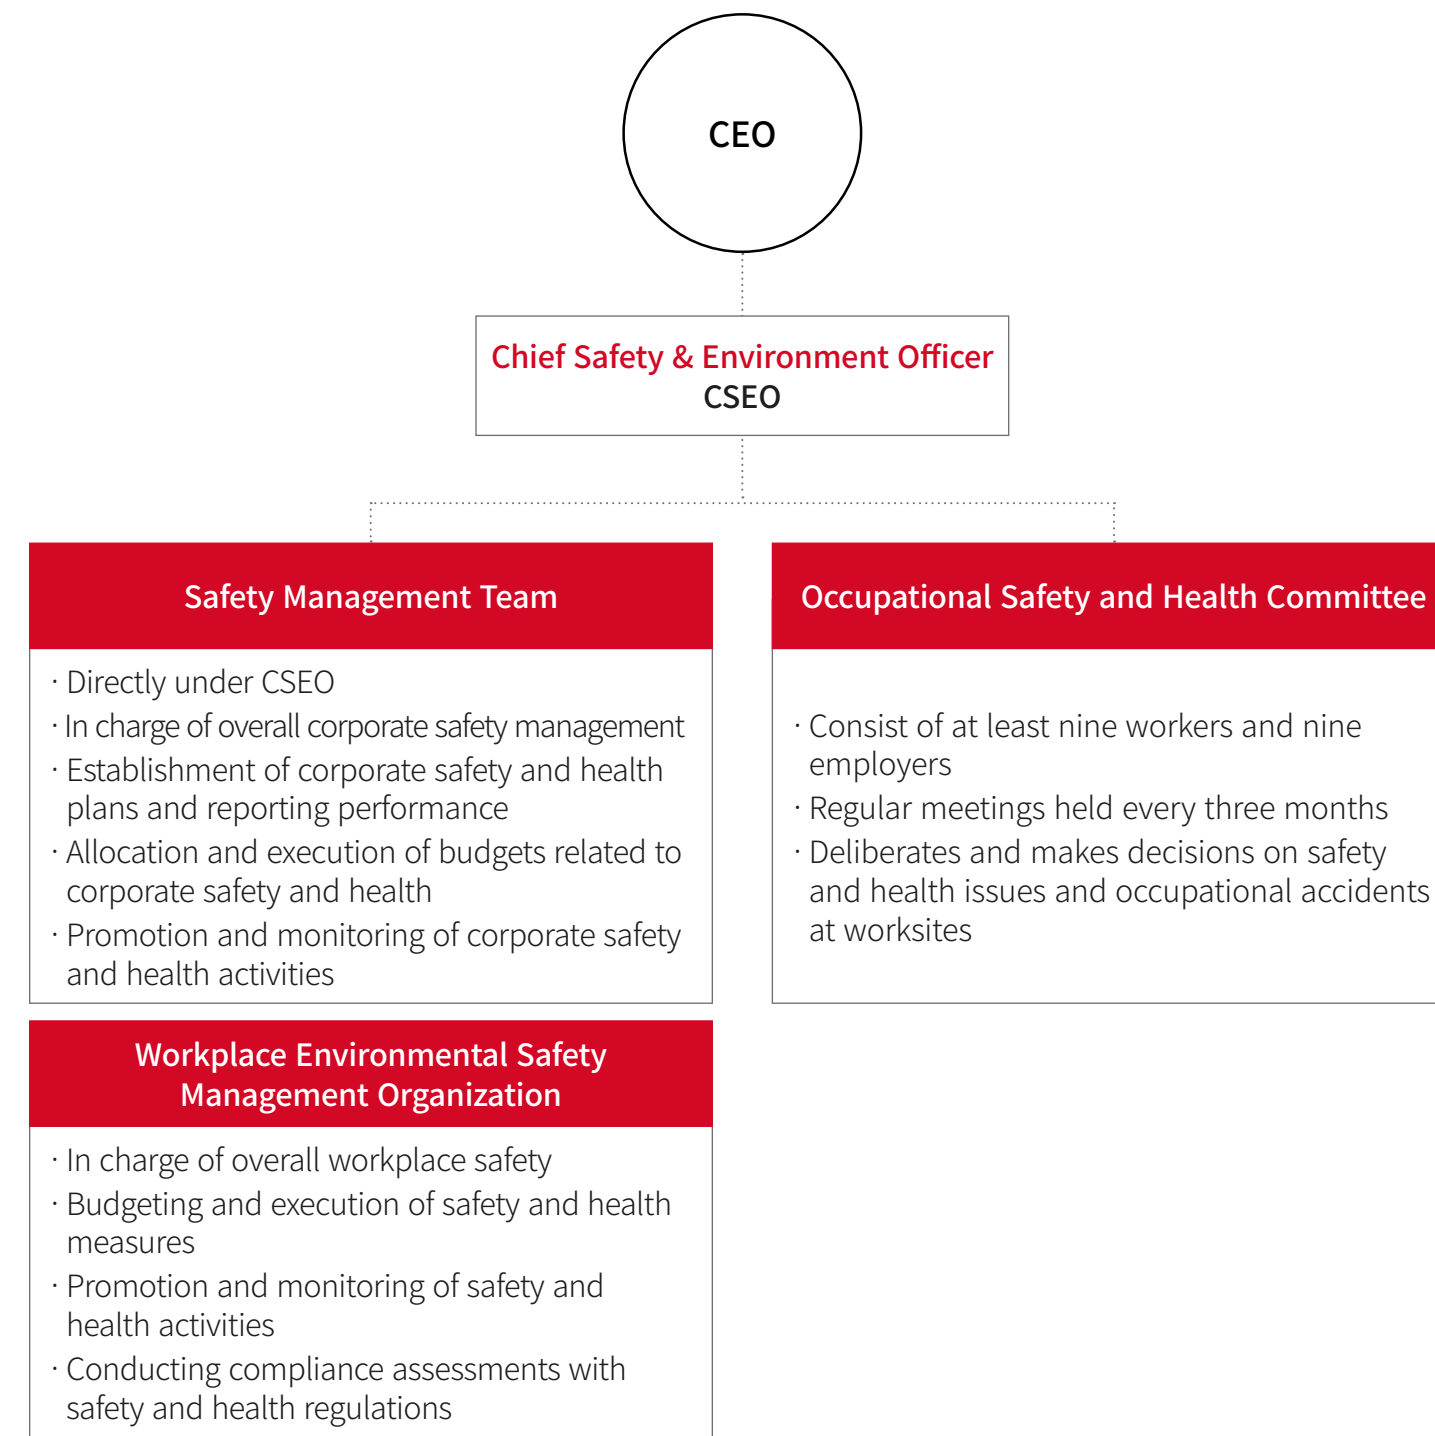 CEO
Chief Safety & Environment Officer
CSEO
Safety Management Team
· Directly under CSEO
· In charge of overall corporate safety management
· Establishment of corporate safety and health
plans and reporting performance
· Allocation and execution of budgets related to
corporate safety and health
· Promotion and monitoring of corporate safety
and health activities
Occupational Safety and Health Committee
· Consist of at least nine workers and nine
employers
· Regular meetings held every three months
· Deliberates and makes decisions on safety
and health issues and occupational accidents
at worksites
Workplace Environmental Safety
Management Organization
· In charge of overall workplace safety
· Budgeting and execution of safety and health
measures
· Promotion and monitoring of safety and
health activities
· Conducting compliance assessments with
safety and health regulations